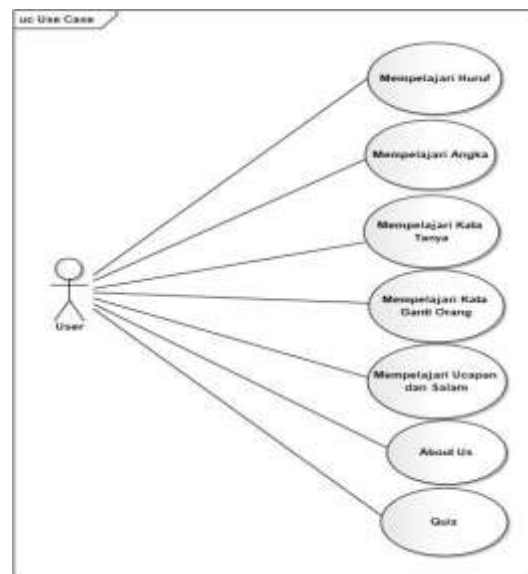 uc Use Case
Mempelajari Huruf
Mempelajari Angka
Mempelajari Kata
Tanya
Mempelajari Kata
Ganti Orang
User
Mempelajari Ucapan
dan Salam
About Us
Quiz